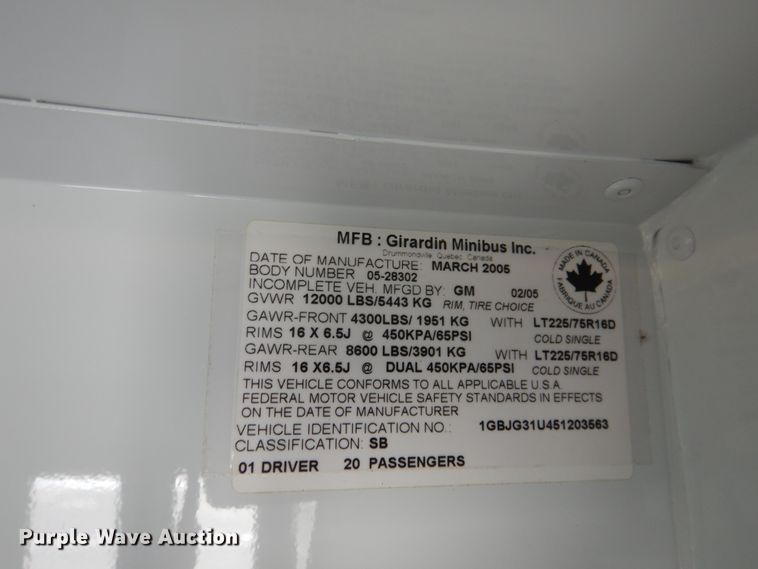 MFB : Girardin Minibus Inc.
Drummondville, Quebec, Canada
DATE OF MANUFACTURE: MARCH 2005
BODY NUMBER 05-28302
INCOMPLETE VEH. MFGD BY: GM 02/05
GVWR 12000 LBS/5443 KG RIM, TIRE CHOICE
GAWR-FRONT 4300LBS/ 1951 KG WITH LT225/75R16D
RIMS 16 X 6.5J @ 450KPA/65PSI COLD SINGLE
GAWR-REAR 8600 LBS/3901 KG WITH LT225/75R16D
RIMS 16 X6.5J @ DUAL 450KPA/65PSI COLD SINGLE
THIS VEHICLE CONFORMS TO ALL APPLICABLE U.S.A.
FEDERAL MOTOR VEHICLE SAFETY STANDARDS IN EFFECTS
ON THE DATE OF MANUFACTURER
VEHICLE IDENTIFICATION NO.: 1GBJG31U451203563
CLASSIFICATION: SB
01 DRIVER 20 PASSENGERS
MADE IN CANADA
FABRIQUE AU CANADA
Purple Wave Auction